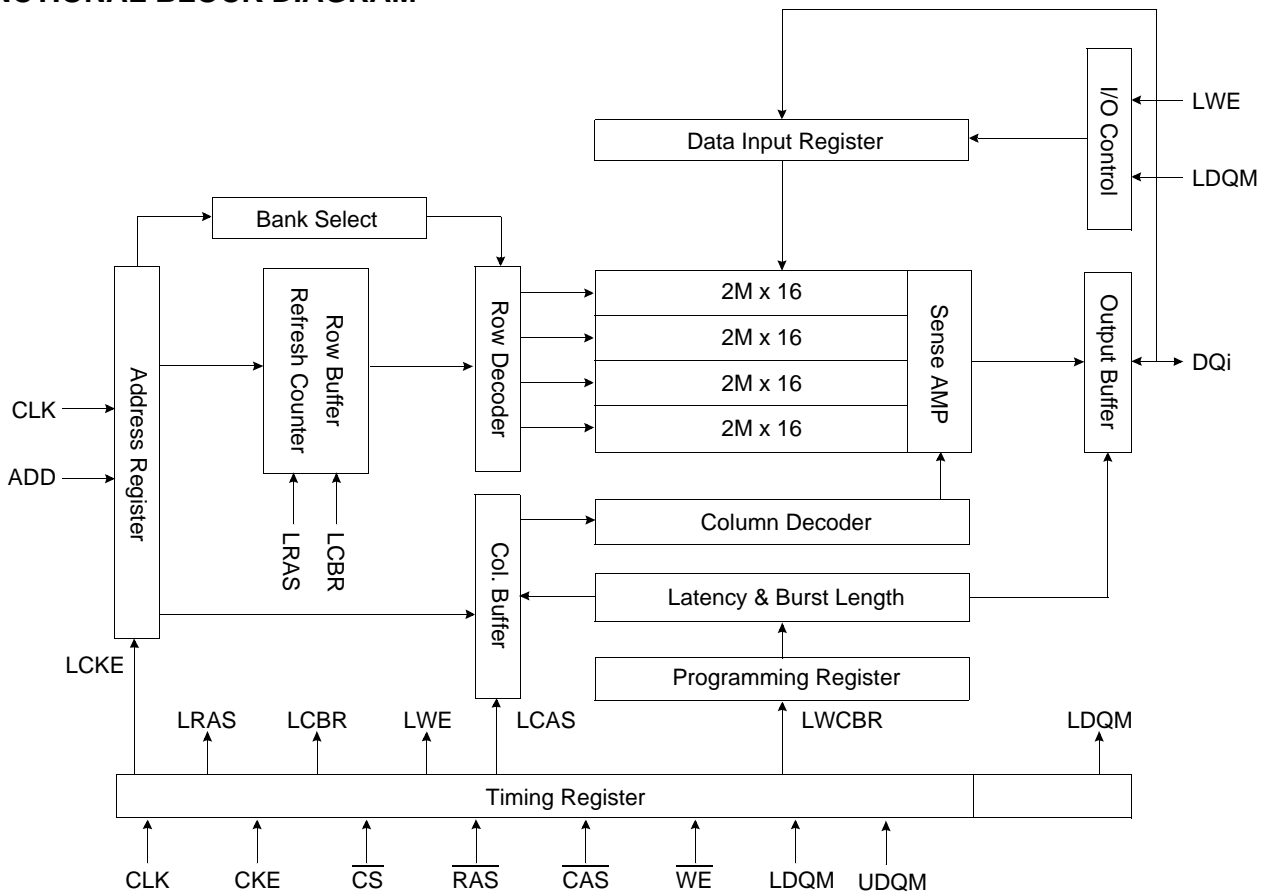 NCTIONAL BLOCK DIAGRAM
I/O Control
LWE
LDQM
Data Input Register
Bank Select
Address Register
CLK
ADD
Refresh Counter
Row Buffer
LRAS
LCBR
Row Decoder
2M x 16
2M x 16
2M x 16
2M x 16
Sense AMP
Output Buffer
DQi
Col. Buffer
Column Decoder
Latency & Burst Length
Programming Register
LCKE
LRAS
LCBR
LWE
LCAS
LWCBR
LDQM
Timing Register
CLK
CKE
CS
RAS
CAS
WE
LDQM
UDQM